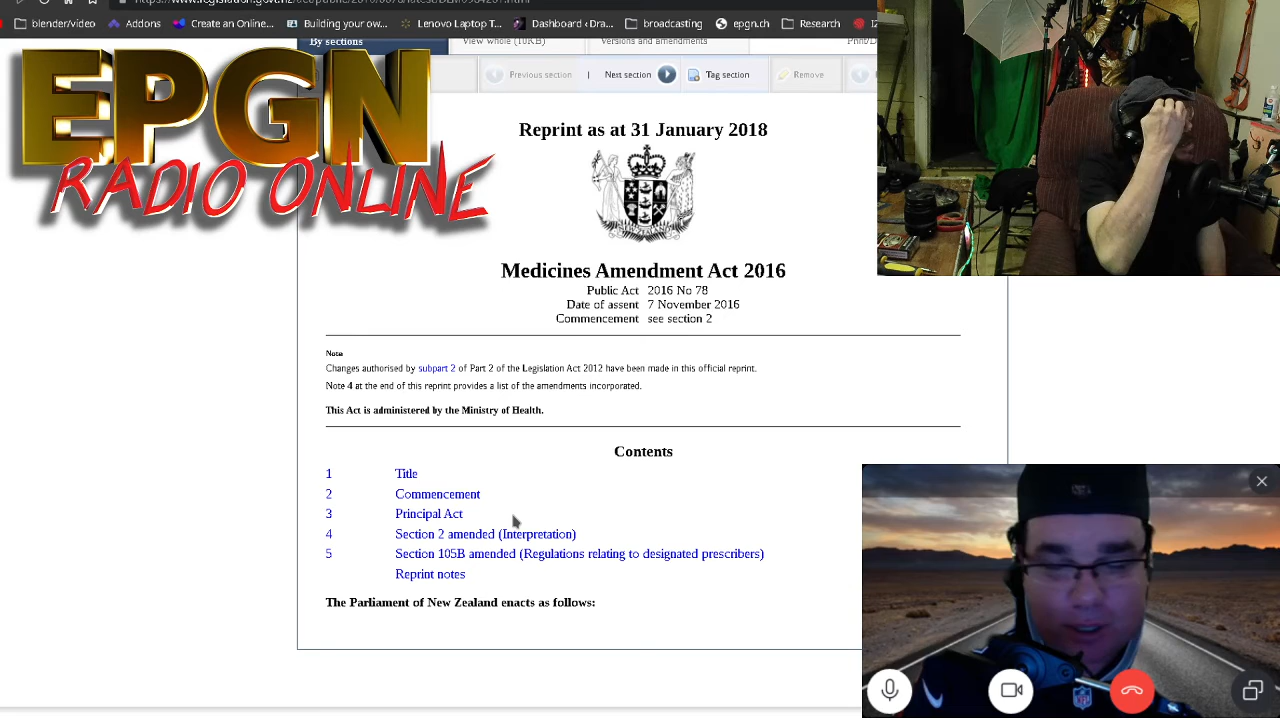 blender/video
Addons
Create an Online...
Building your ow...
Lenovo Laptop T...
Dashboard ‹ Dra...
broadcasting
epgn.ch
Research
By sections
View whole (10KB)
Versions and amendments
Previous section
|
Next section
Tag section
Remove
EPGN
RADIO ONLINE
Reprint as at 31 January 2018
Medicines Amendment Act 2016
Public Act 2016 No 78
Date of assent 7 November 2016
Commencement see section 2
Note
Changes authorised by subpart 2 of Part 2 of the Legislation Act 2012 have been made in this official reprint.
Note 4 at the end of this reprint provides a list of the amendments incorporated.
This Act is administered by the Ministry of Health.
Contents
1 Title
2 Commencement
3 Principal Act
4 Section 2 amended (Interpretation)
5 Section 105B amended (Regulations relating to designated prescribers)
Reprint notes
The Parliament of New Zealand enacts as follows:
NFL